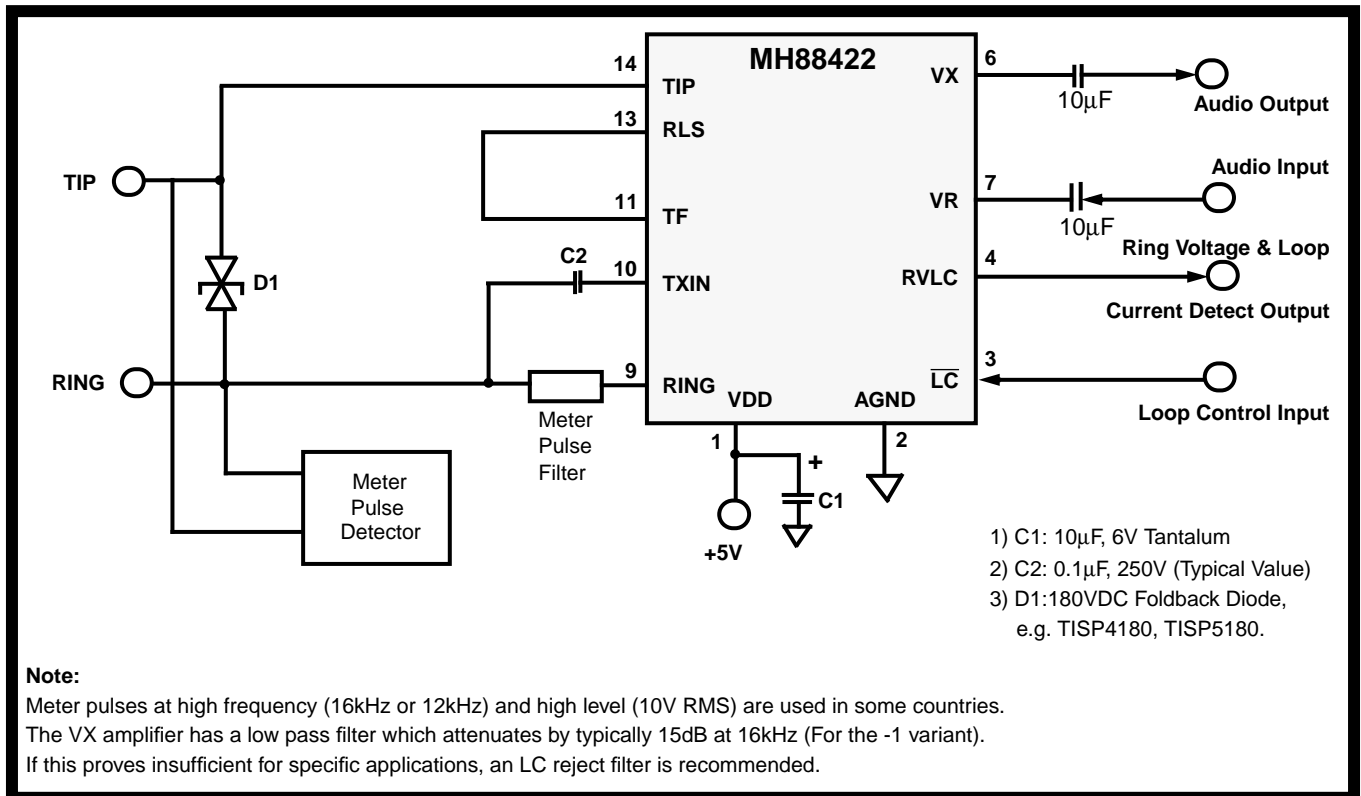 MH88422
14
TIP
13
RLS
11
TF
10
TXIN
9
RING
VDD
AGND
1
2
VX
6
10μF
Audio Output
VR
7
10μF
Audio Input
Ring Voltage & Loop
RVLC
4
Current Detect Output
LC
3
Loop Control Input
TIP
D1
RING
C2
Meter
Pulse
Filter
Meter
Pulse
Detector
+
C1
+5V
1) C1: 10μF, 6V Tantalum
2) C2: 0.1μF, 250V (Typical Value)
3) D1:180VDC Foldback Diode,
e.g. TISP4180, TISP5180.
Note:
Meter pulses at high frequency (16kHz or 12kHz) and high level (10V RMS) are used in some countries.
The VX amplifier has a low pass filter which attenuates by typically 15dB at 16kHz (For the -1 variant).
If this proves insufficient for specific applications, an LC reject filter is recommended.